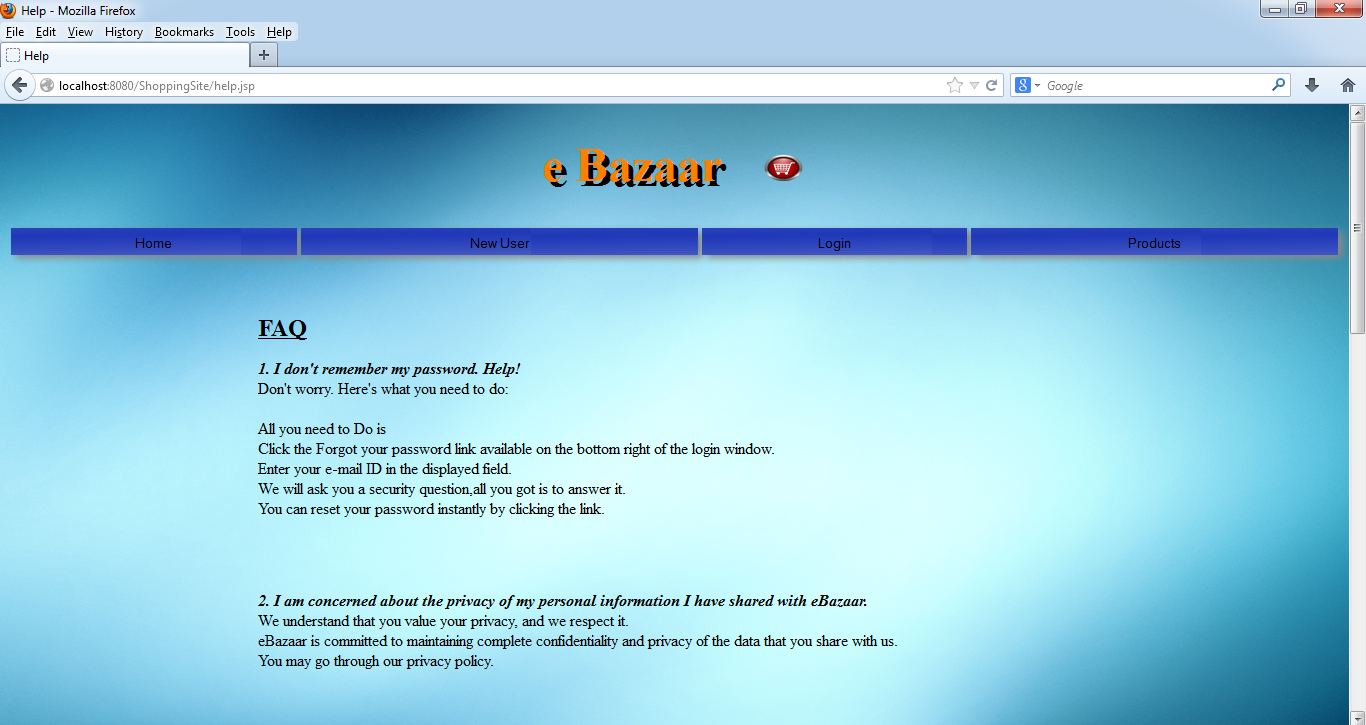 Help - Mozilla Firefox
File Edit View History Bookmarks Tools Help
Help
localhost:8080/ShoppingSite/help.jsp
8 Google
e Bazaar
Home New User Login Products
FAQ
1. I don't remember my password. Help!
Don't worry. Here's what you need to do:
All you need to Do is
Click the Forgot your password link available on the bottom right of the login window.
Enter your e-mail ID in the displayed field.
We will ask you a security question,all you got is to answer it.
You can reset your password instantly by clicking the link.
2. I am concerned about the privacy of my personal information I have shared with eBazaar.
We understand that you value your privacy, and we respect it.
eBazaar is committed to maintaining complete confidentiality and privacy of the data that you share with us.
You may go through our privacy policy.